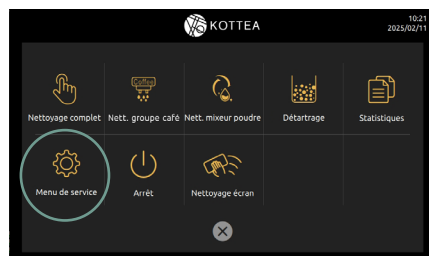 KOTTEA
10:21
2025/02/11
Coffee
Nettoyage complet Nett. groupe café Nett. mixeur poudre Détartrage Statistiques
Menu de service Arrêt Nettoyage écran